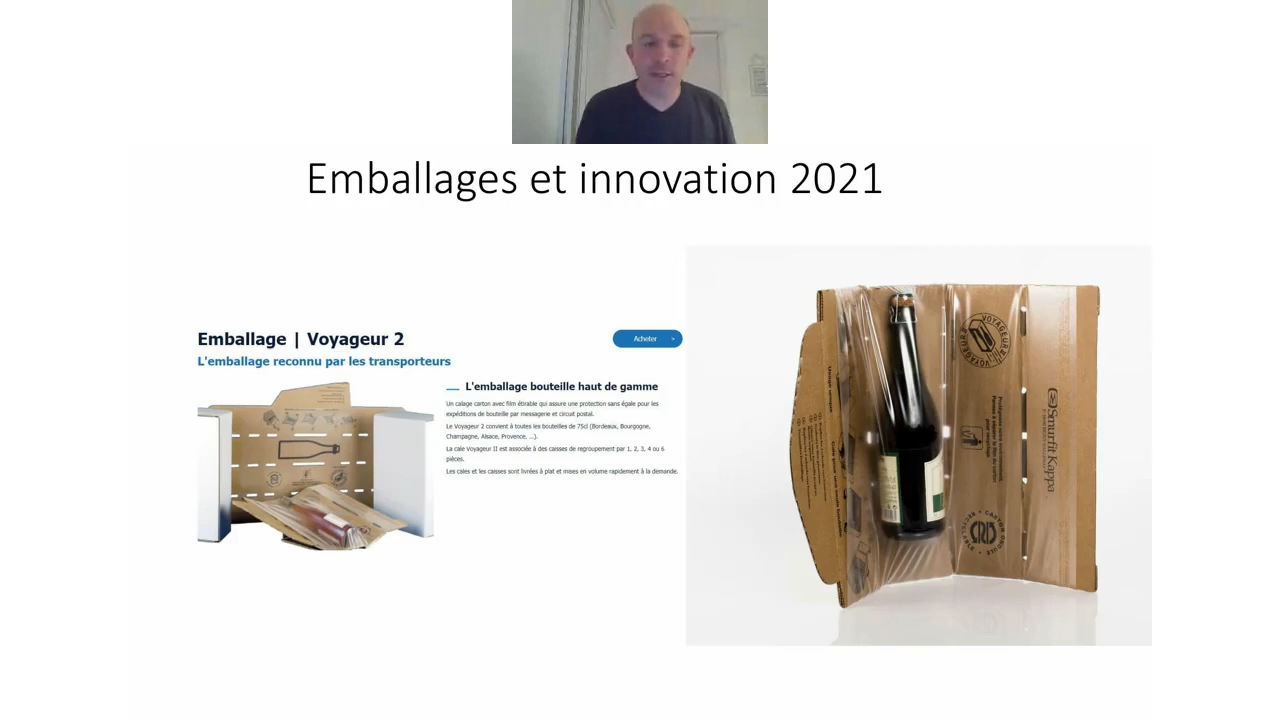 Emballages et innovation 2021
Emballage | Voyageur 2
Acheter >
L'emballage reconnu par les transporteurs
L'emballage bouteille haut de gamme
Un calage carton avec film étirable qui assure une protection sans égale pour les
expéditions de bouteille par messagerie et circuit postal.
Le Voyageur 2 convient à toutes les bouteilles de 75cl (Bordeaux, Bourgogne,
Champagne, Alsace, Provence, ...).
La cale Voyageur II est associée à des caisses de regroupement par 1, 2, 3, 4 ou 6
pièces.
Les cales et les caisses sont livrées à plat et mises en volume rapidement à la demande.
VOYAGEUR
VOYAGEUR
Smurfit Kappa